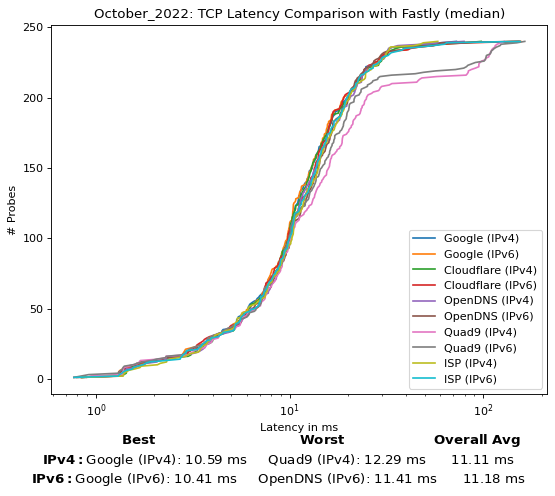 October_2022: TCP Latency Comparison with Fastly (median)
250
200
150
100
50
0
# Probes
Google (IPv4)
Google (IPv6)
Cloudflare (IPv4)
Cloudflare (IPv6)
OpenDNS (IPv4)
OpenDNS (IPv6)
Quad9 (IPv4)
Quad9 (IPv6)
ISP (IPv4)
ISP (IPv6)
10⁰ 10¹ 10²
Latency in ms
Best Worst Overall Avg
IPv4: Google (IPv4): 10.59 ms Quad9 (IPv4): 12.29 ms 11.11 ms
IPv6: Google (IPv6): 10.41 ms OpenDNS (IPv6): 11.41 ms 11.18 ms